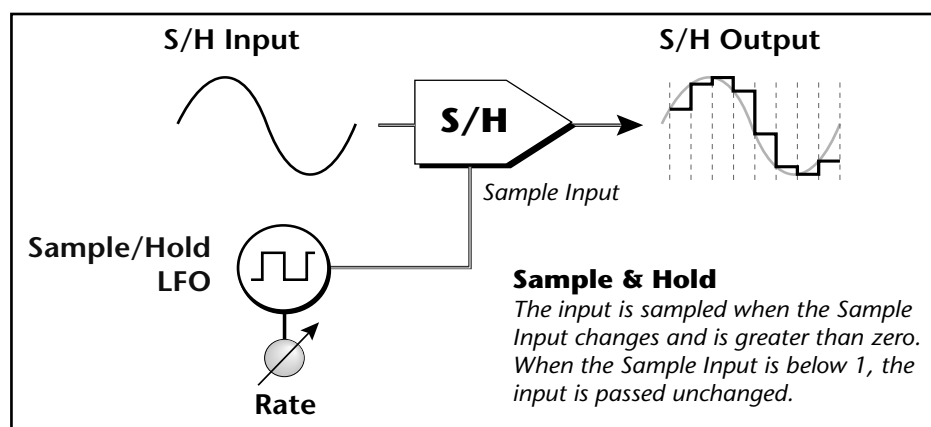 S/H Input
S/H Output
S/H
Sample Input
Sample/Hold
LFO
Rate
Sample & Hold
The input is sampled when the Sample
Input changes and is greater than zero.
When the Sample Input is below 1, the
input is passed unchanged.